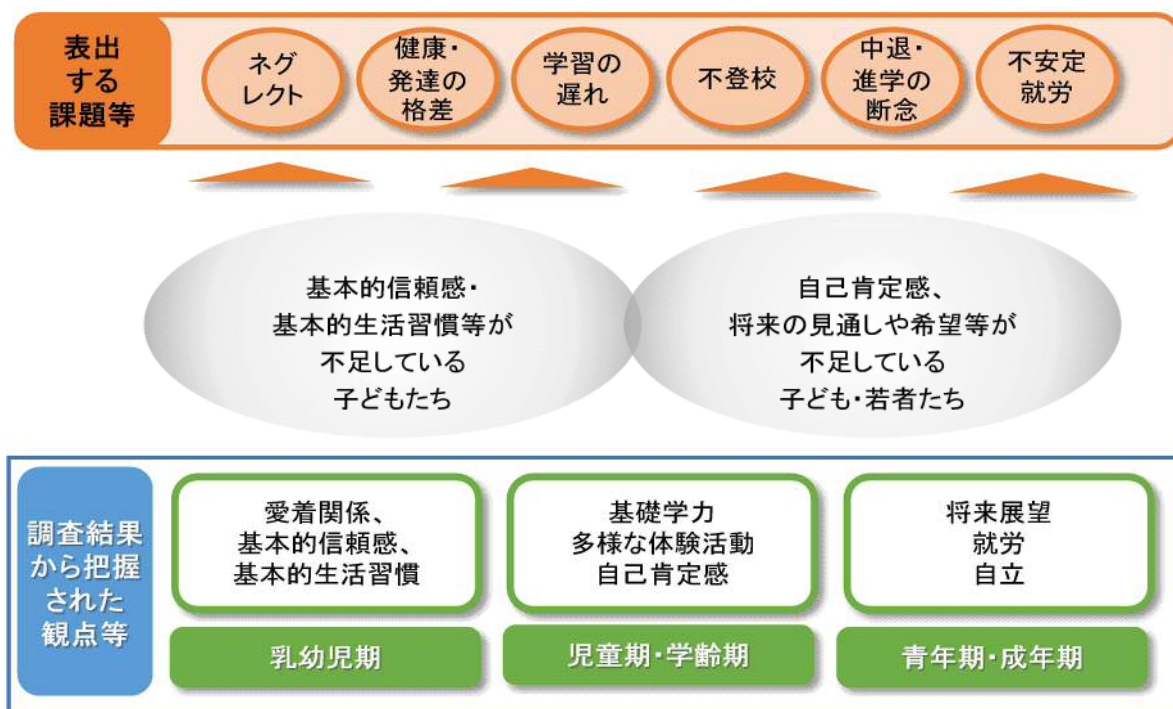 表出
する
課題等
ネグ
レクト
健康・
発達の
格差
学習の
遅れ
不登校
中退・
進学の
断念
不安定
就労
基本的信頼感・
基本的生活習慣等が
不足している
子どもたち
自己肯定感、
将来の見通しや希望等が
不足している
子ども・若者たち
調査結果
から把握
された
観点等
愛着関係、
基本的信頼感、
基本的生活習慣
基礎学力
多様な体験活動
自己肯定感
将来展望
就労
自立
乳幼児期
児童期・学齢期
青年期・成年期